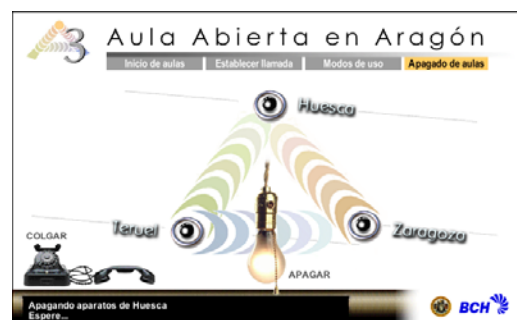 A3
Aula Abierta en Aragón
Inicio de aulas
Establecer llamada
Modos de uso
Apagado de aulas
Huesca
Teruel
Zaragoza
COLGAR
APAGAR
Apagando aparatos de Huesca
Espere...
BCH